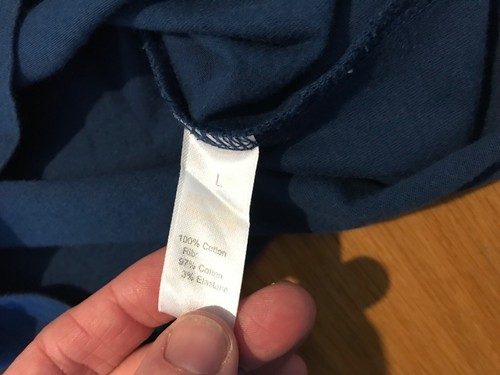 L
100% Cotton
Rib:
97% Cotton
3% Elastane